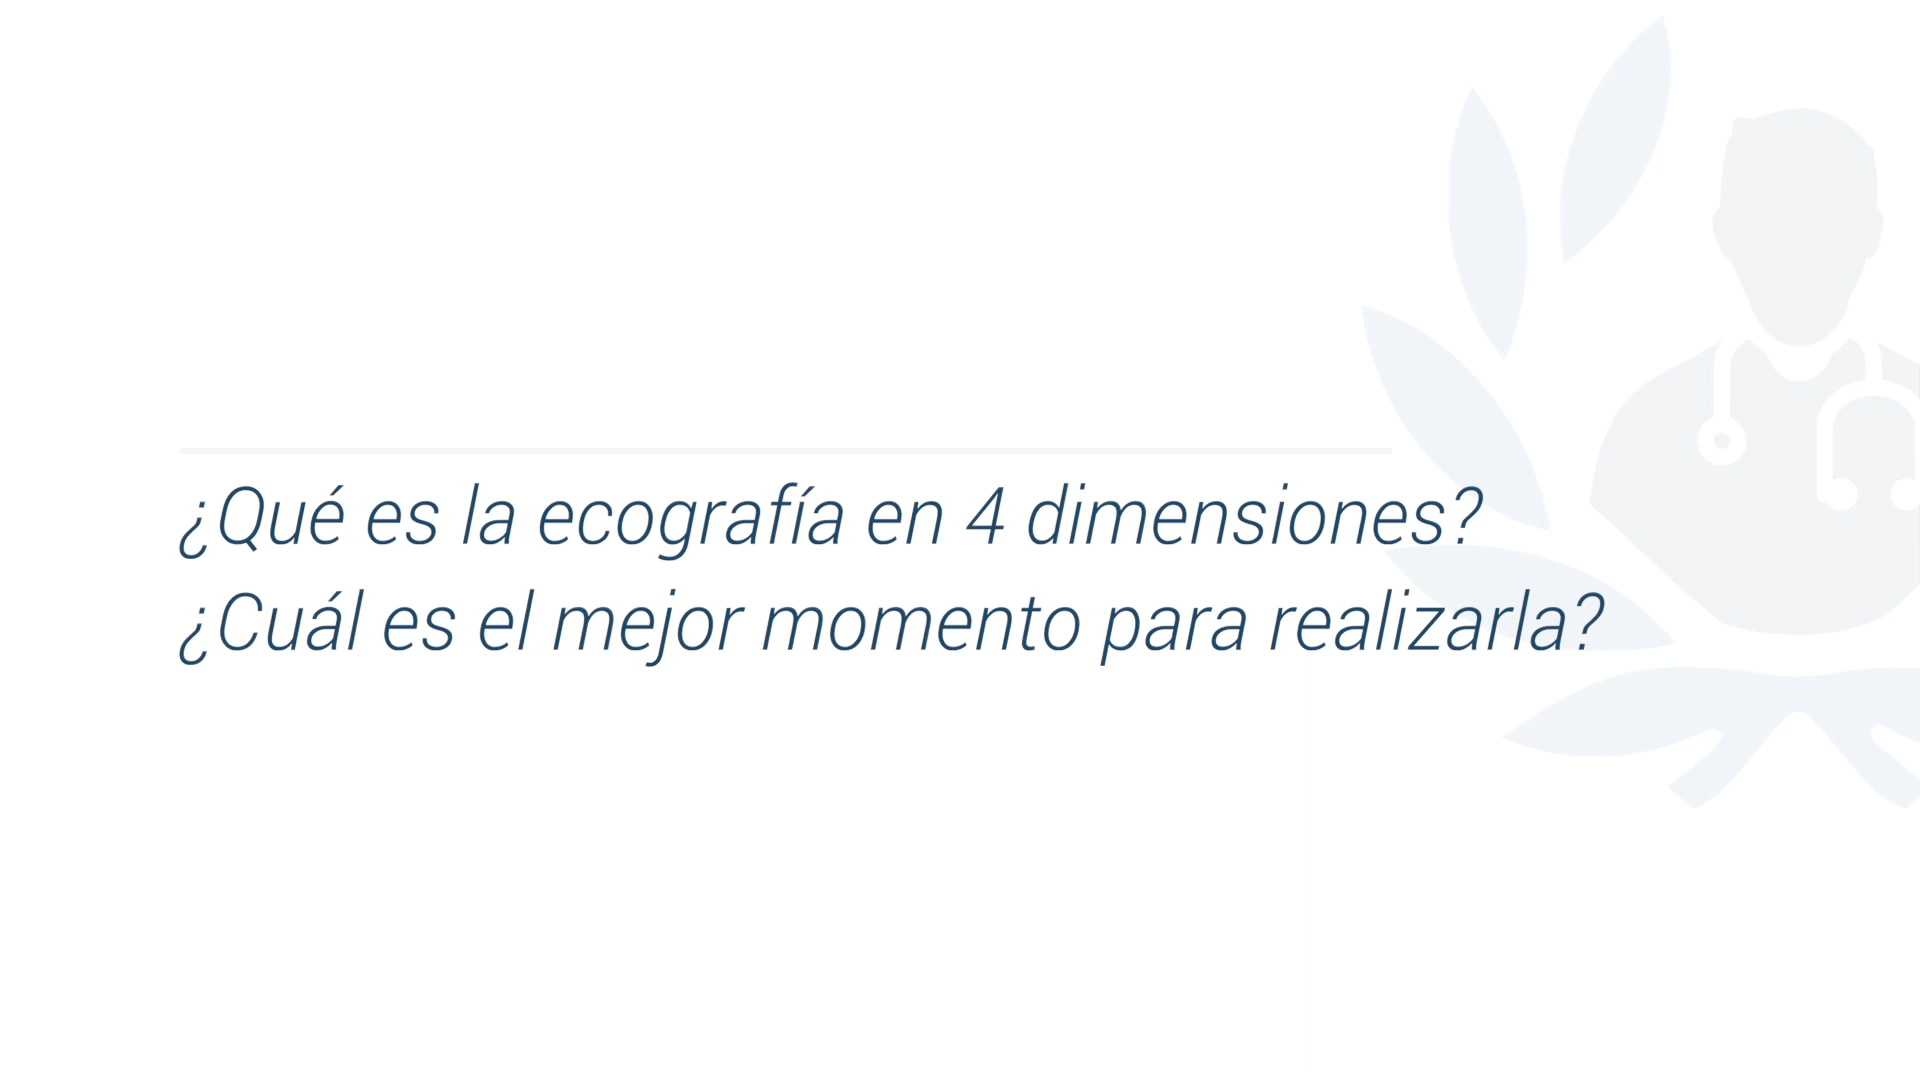 ¿Qué es la ecografía en 4 dimensiones?
¿Cuál es el mejor momento para realizarla?